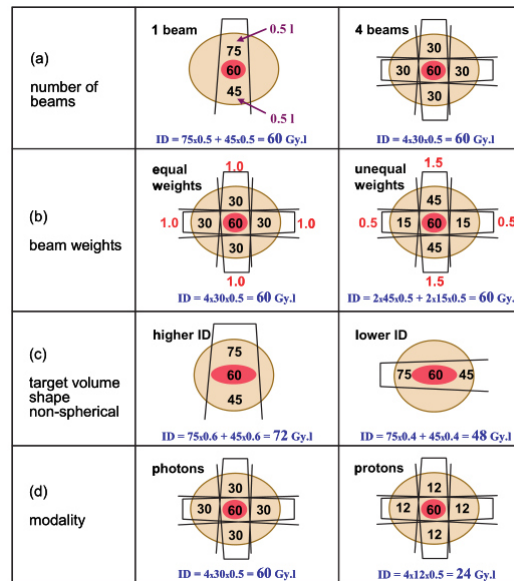 1 beam
4 beams
0.5 l
(a)
number of
beams
75
60
45
0.5 l
30
30 60 30
30
ID = 75x0.5 + 45x0.5 = 60 Gy.l
ID = 4x30x0.5 = 60 Gy.l
(b)
beam weights
equal
weights
1.0
30
1.0 30 60 30 1.0
30
1.0
unequal
weights
1.5
45
0.5 15 60 15 0.5
45
1.5
ID = 4x30x0.5 = 60 Gy.l
ID = 2x45x0.5 + 2x15x0.5 = 60 Gy.l
(c)
target volume
shape
non-spherical
higher ID
75
60
45
lower ID
75 60 45
ID = 75x0.6 + 45x0.6 = 72 Gy.l
ID = 75x0.4 + 45x0.4 = 48 Gy.l
(d)
modality
photons
30
30 60 30
30
protons
12
12 60 12
12
ID = 4x30x0.5 = 60 Gy.l
ID = 4x12x0.5 = 24 Gy.l